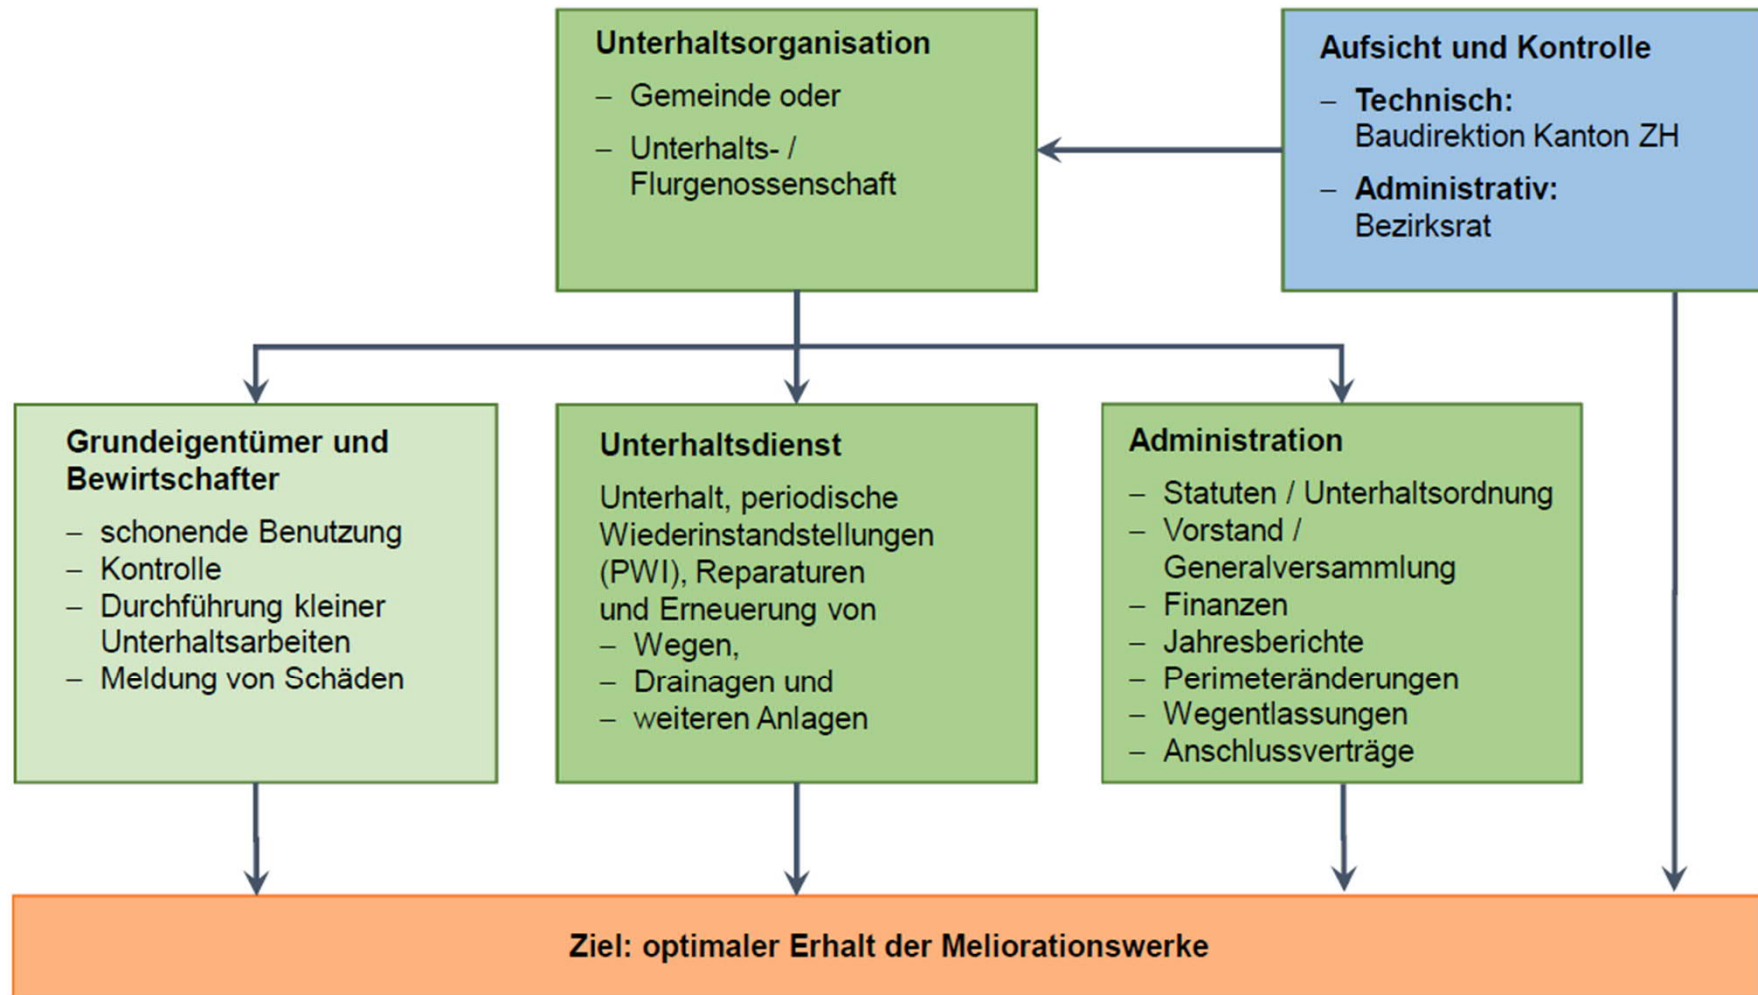 Unterhaltsorganisation
– Gemeinde oder
– Unterhalts- /
Flurgenossenschaft
Aufsicht und Kontrolle
– Technisch:
Baudirektion Kanton ZH
– Administrativ:
Bezirksrat
Grundeigentümer und
Bewirtschafter
– schonende Benutzung
– Kontrolle
– Durchführung kleiner
Unterhaltsarbeiten
– Meldung von Schäden
Unterhaltsdienst
Unterhalt, periodische
Wiederinstandstellungen
(PWI), Reparaturen
und Erneuerung von
– Wegen,
– Drainagen und
– weiteren Anlagen
Administration
– Statuten / Unterhaltsordnung
– Vorstand /
Generalversammlung
– Finanzen
– Jahresberichte
– Perimeteränderungen
– Wegentlassungen
– Anschlussverträge
Ziel: optimaler Erhalt der Meliorationswerke